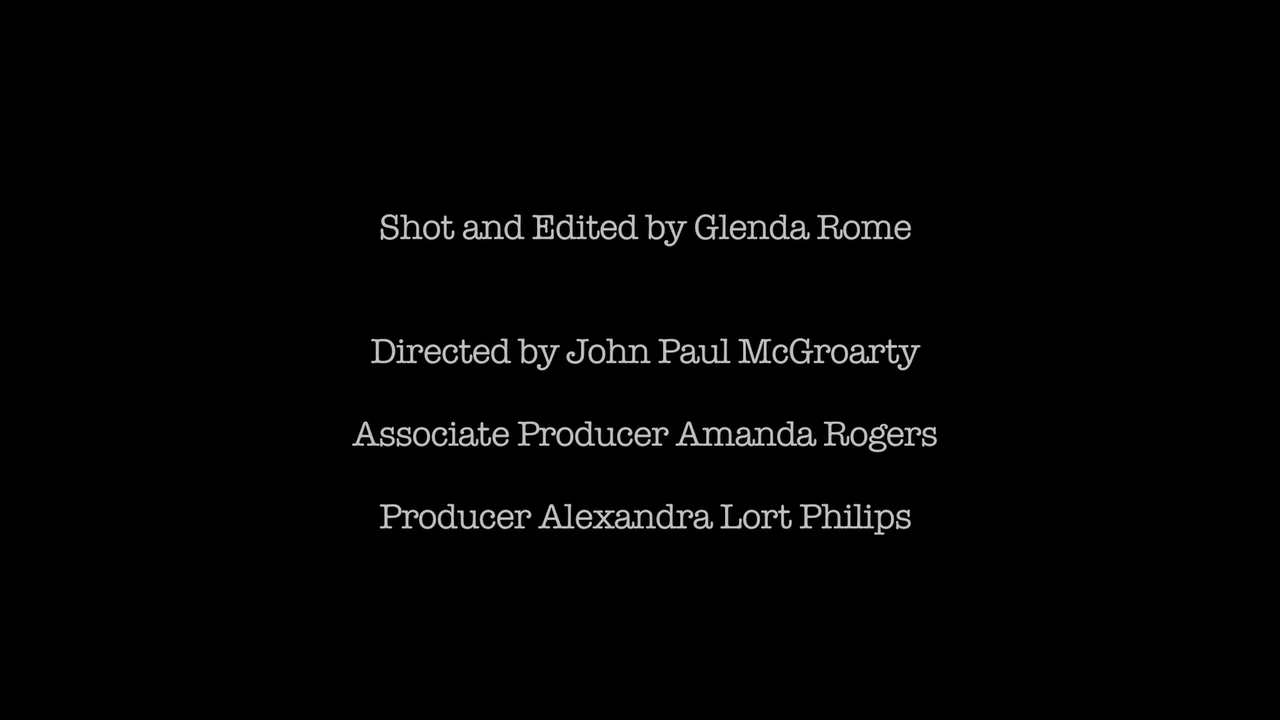 Shot and Edited by Glenda Rome
Directed by John Paul McGroarty
Associate Producer Amanda Rogers
Producer Alexandra Lort Philips